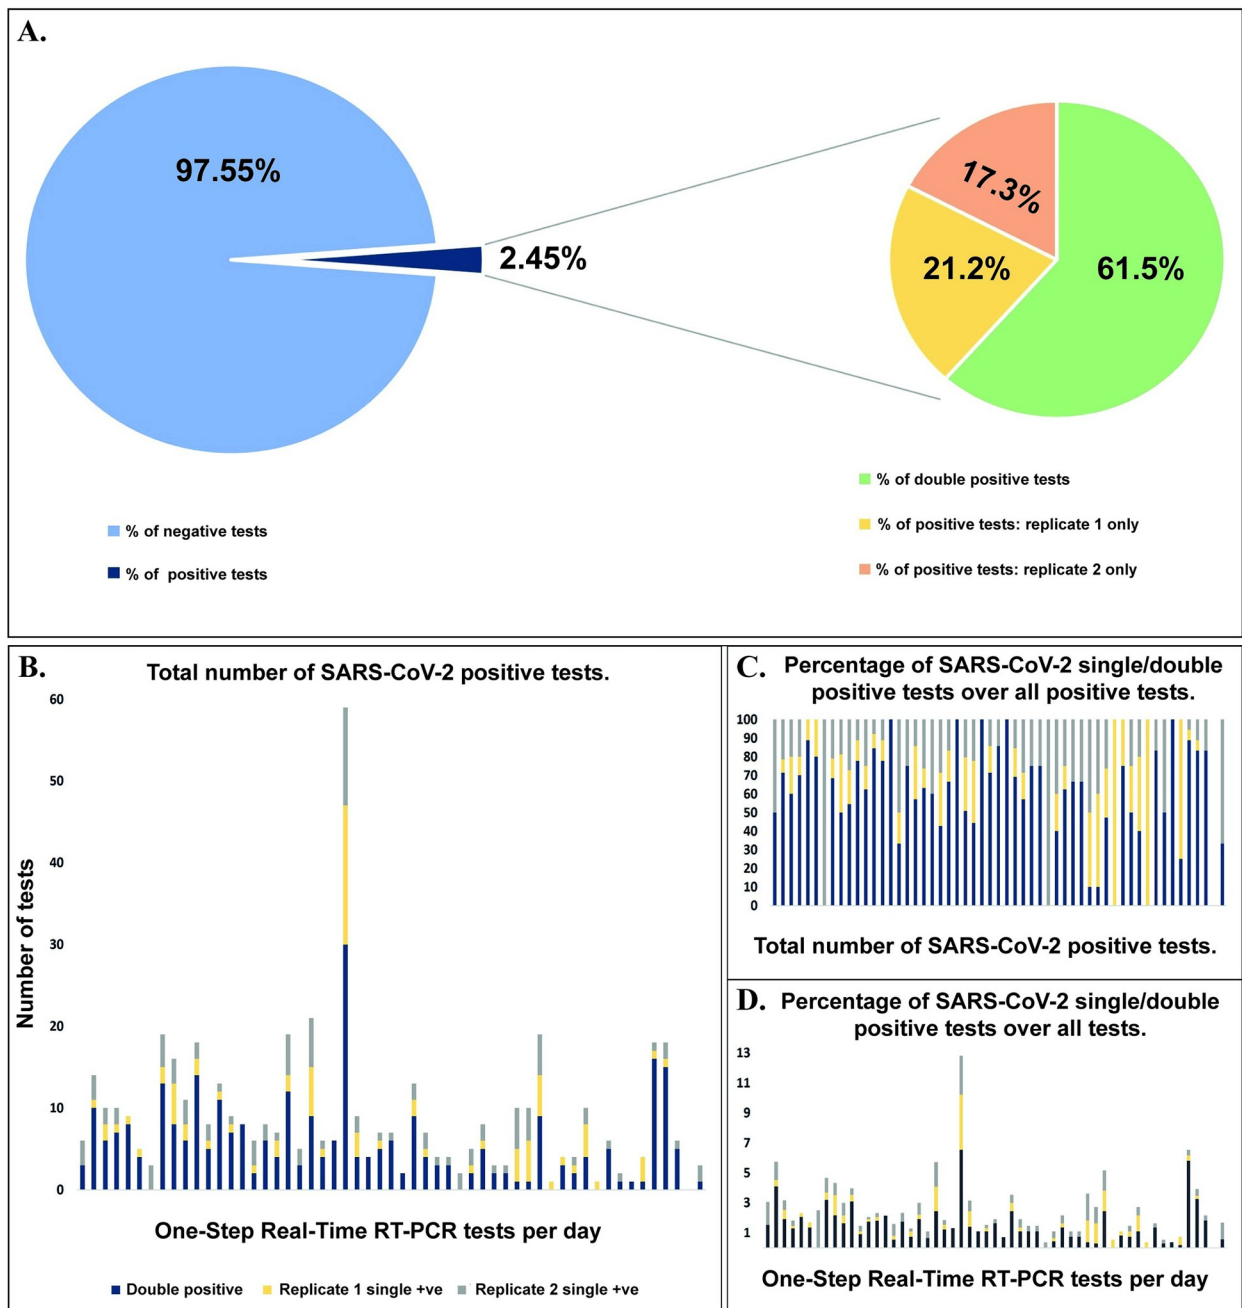 A.
97.55%
2.45%
17.3%
21.2%
61.5%
% of negative tests
% of positive tests
% of double positive tests
% of positive tests: replicate 1 only
% of positive tests: replicate 2 only
B.
Total number of SARS-CoV-2 positive tests.
60
50
40
30
20
10
0
Number of tests
One-Step Real-Time RT-PCR tests per day
Double positive
Replicate 1 single +ve
Replicate 2 single +ve
C.
Percentage of SARS-CoV-2 single/double
positive tests over all positive tests.
100
90
80
70
60
50
40
30
20
10
0
Total number of SARS-CoV-2 positive tests.
D.
Percentage of SARS-CoV-2 single/double
positive tests over all tests.
13
11
9
7
5
3
1
One-Step Real-Time RT-PCR tests per day